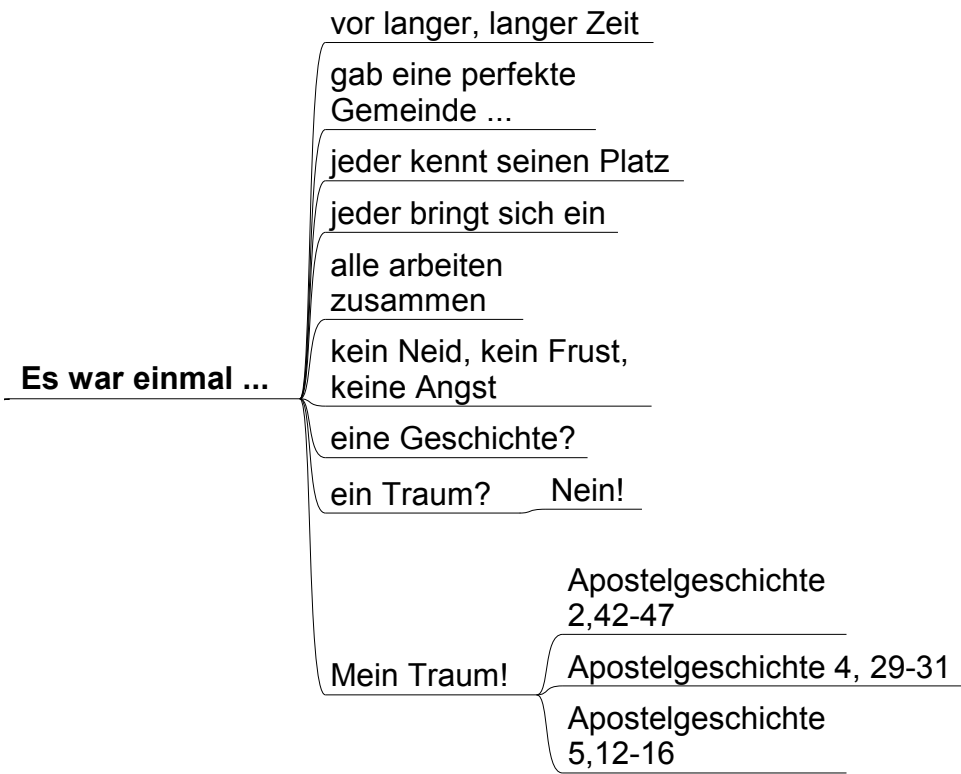 Es war einmal ...
vor langer, langer Zeit
gab eine perfekte
Gemeinde ...
jeder kennt seinen Platz
jeder bringt sich ein
alle arbeiten
zusammen
kein Neid, kein Frust,
keine Angst
eine Geschichte?
ein Traum?
Nein!
Mein Traum!
Apostelgeschichte
2,42-47
Apostelgeschichte 4, 29-31
Apostelgeschichte
5,12-16